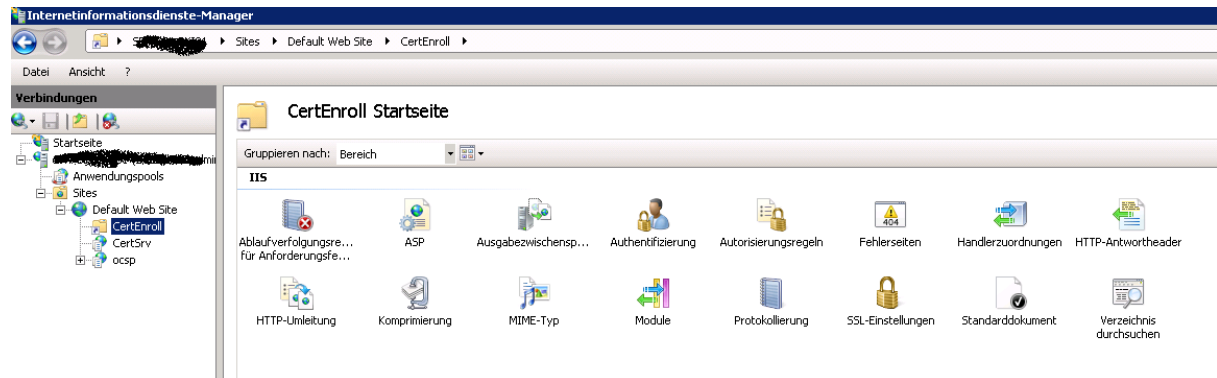 Internetinformationsdienste-Manager
Sites Default Web Site CertEnroll
Datei Ansicht ?
Verbindungen
Startseite
Anwendungspools
Sites
Default Web Site
CertEnroll
CertSrv
ocsp
CertEnroll Startseite
Gruppieren nach: Bereich
IIS
Ablaufverfolgungsre... ASP Ausgabezwischensp... Authentifizierung Autorisierungsregeln Fehlerseiten Handlerzuordnungen HTTP-Antwortheader
für Anforderungsfe...
HTTP-Umleitung Komprimierung MIME-Typ Module Protokollierung SSL-Einstellungen Standarddokument Verzeichnis
durchsuchen